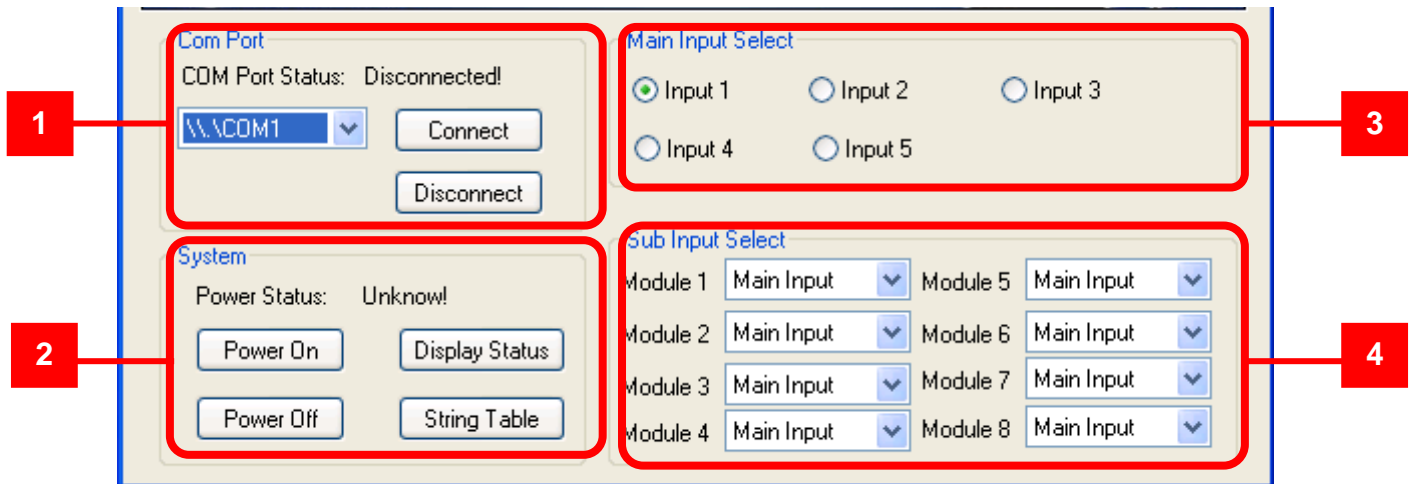 Com Port
COM Port Status: Disconnected!
\\.\COM1
Connect
Disconnect
1
System
Power Status: Unknow!
Power On
Display Status
Power Off
String Table
2
Main Input Select
Input 1
Input 2
Input 3
Input 4
Input 5
3
Sub Input Select
Module 1 Main Input Module 5 Main Input
Module 2 Main Input Module 6 Main Input
Module 3 Main Input Module 7 Main Input
Module 4 Main Input Module 8 Main Input
4